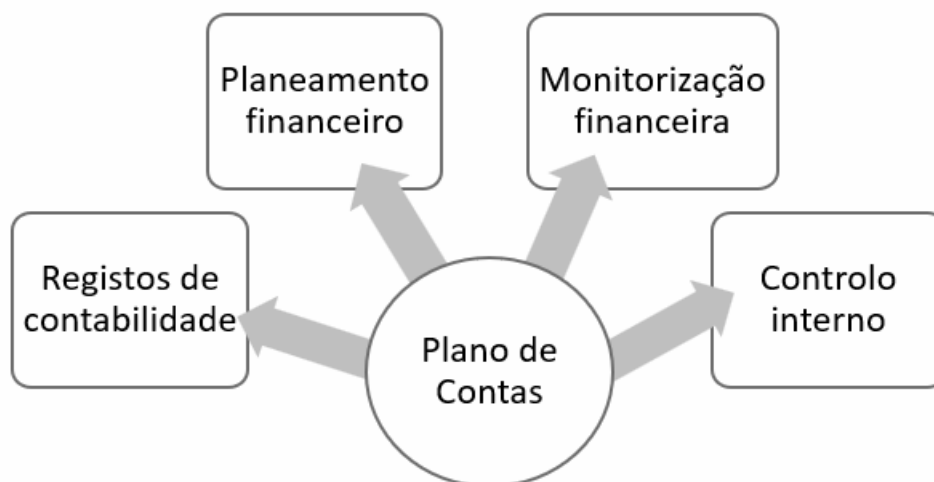 Planeamento
financeiro
Monitorização
financeira
Registos de
contabilidade
Controlo
interno
Plano de
Contas